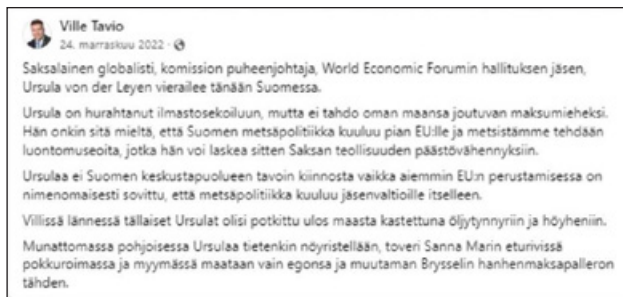 Ville Tavio
24. marraskuu 2022 ·
Saksalainen globalisti, komission puheenjohtaja, World Economic Forumin hallituksen jäsen,
Ursula von der Leyen vierailee tänään Suomessa.
Ursula on hurahtanut ilmastosekoiluun, mutta ei tahdo oman maansa joutuvan maksumieheksi.
Hän onkin sitä mieltä, että Suomen metsäpolitiikka kuuluu pian EU:lle ja metsistämme tehdään
luontomuseoita, jotka hän voi laskea sitten Saksan teollisuuden päästövähennyksiin.
Ursulaa ei Suomen keskustapuolueen tavoin kiinnosta vaikka aiemmin EU:n perustamisessa on
nimenomaisesti sovittu, että metsäpolitiikka kuuluu jäsenvaltioille itselleen.
Villissä lännessä tällaiset Ursulat olisi potkittu ulos maasta kastettuna öljytynnyriin ja höyheniin.
Munattomassa pohjoisessa Ursulaa tietenkin nöyristellään, toveri Sanna Marin eturivissä
pokkuroimassa ja myymässä maataan vain egonsa ja muutaman Brysselin hanhenmaksapalleron
tähden.